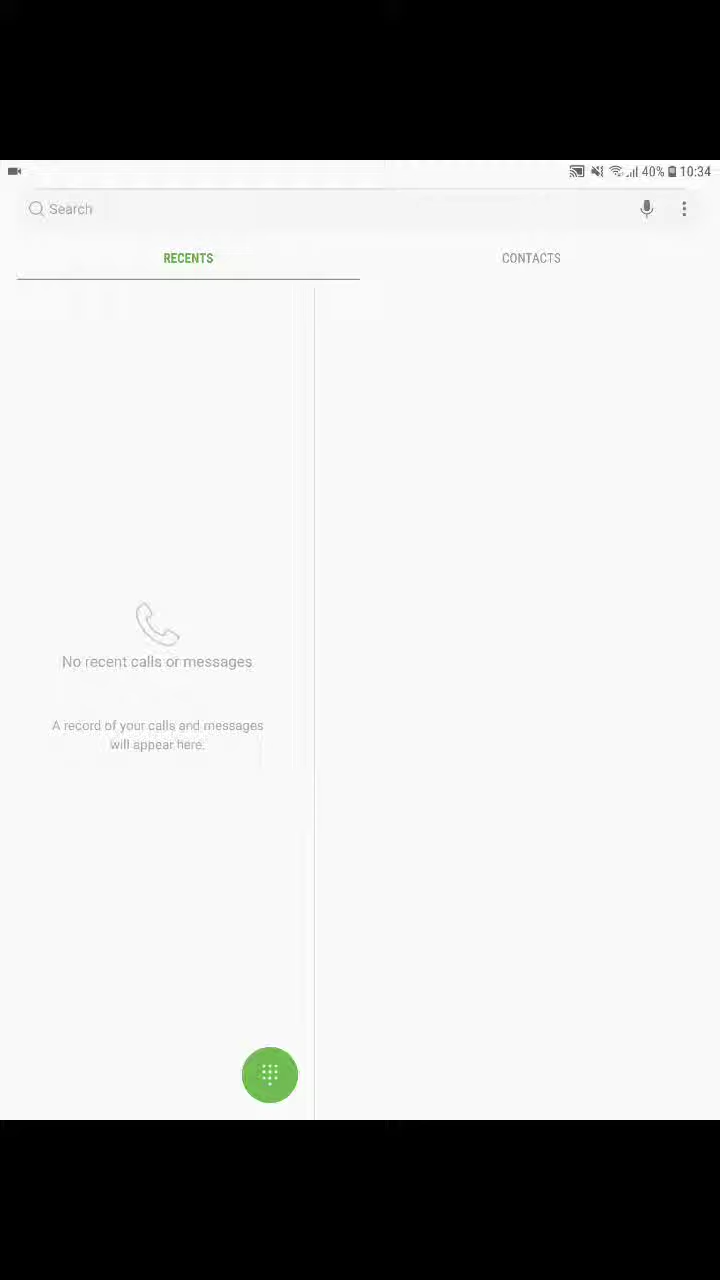 40% 10:34
Search
RECENTS
CONTACTS
No recent calls or messages
A record of your calls and messages
will appear here.